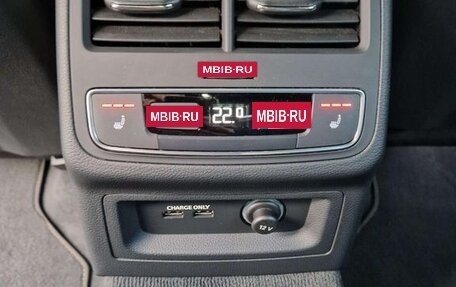 MBIB·RU
MBIB·RU 22.0 MBIB·RU
CHARGE ONLY
12 V